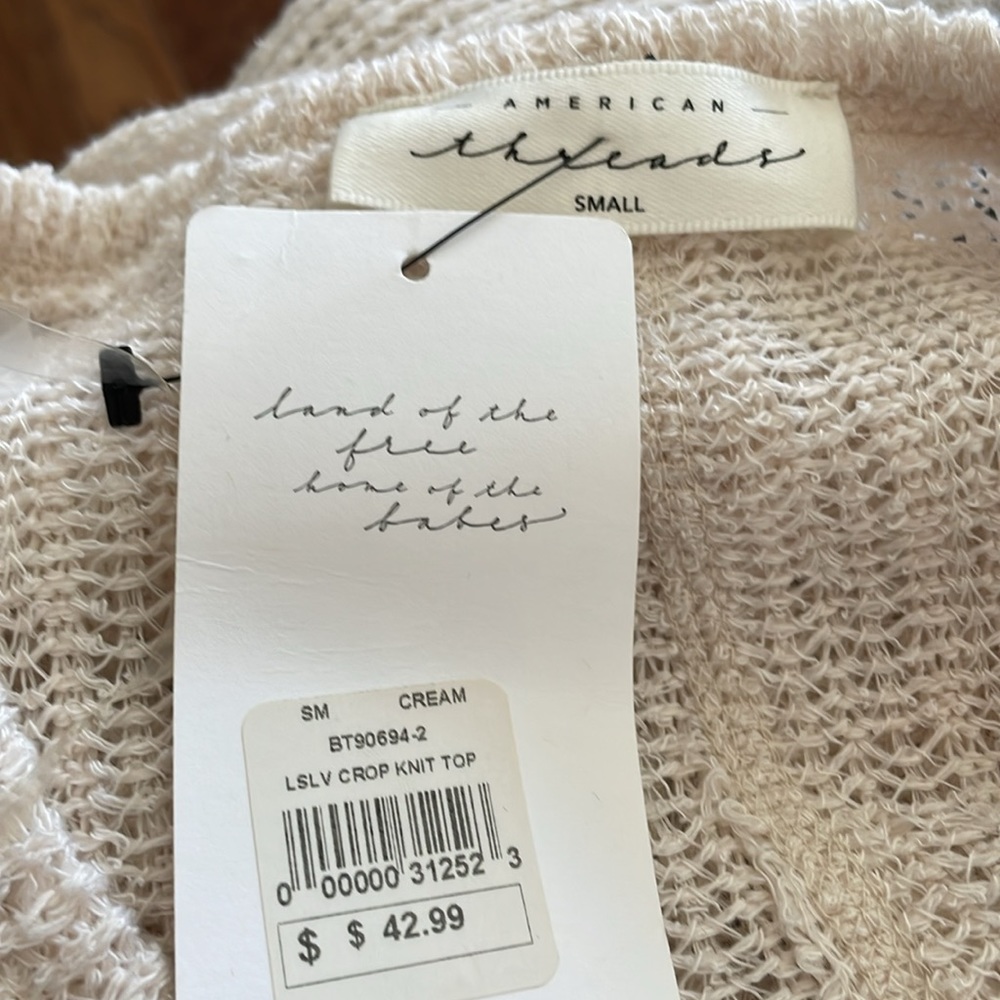 AMERICAN
threads
SMALL
land of the
free
home of the
babes
SM CREAM
BT90694-2
LSLV CROP KNIT TOP
0 00000 31252 3
$ $ 42.99